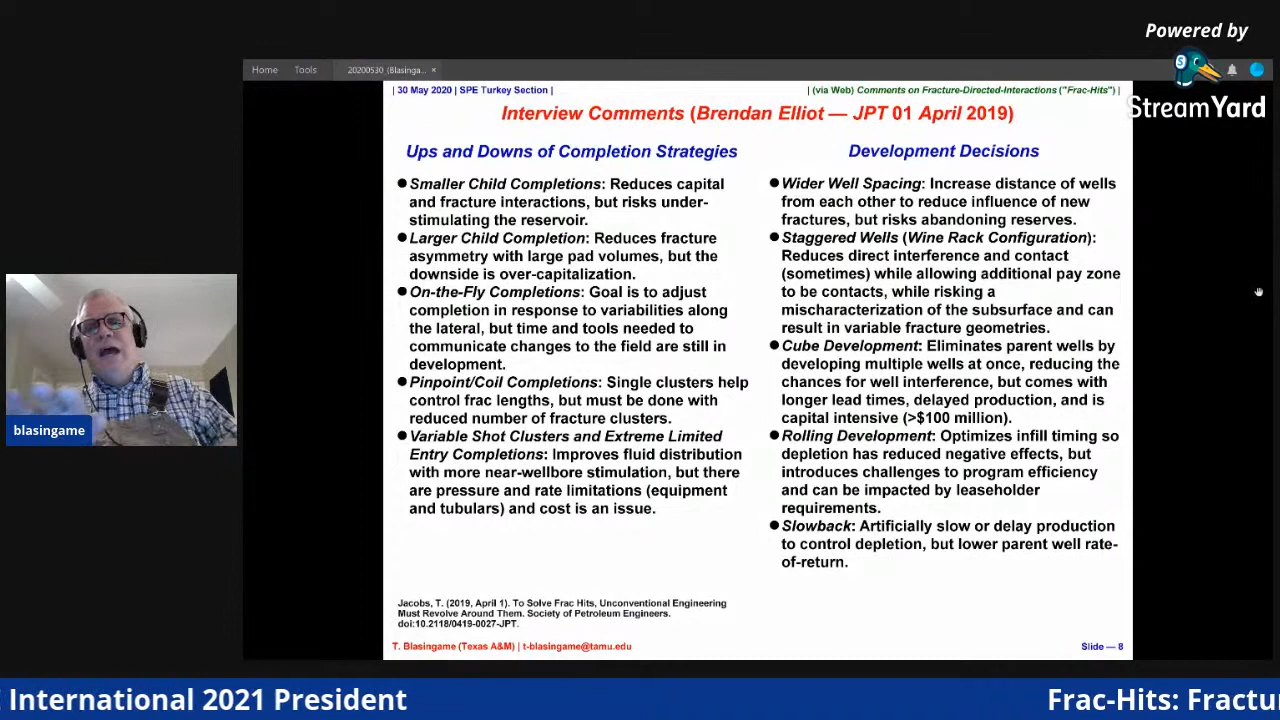 Powered by
StreamYard
Home Tools 20200530_(Blasinga... ×
| 30 May 2020 | SPE Turkey Section |
| (via Web) Comments on Fracture-Directed-Interactions ("Frac-Hits") |
Interview Comments (Brendan Elliot — JPT 01 April 2019)
Ups and Downs of Completion Strategies
● Smaller Child Completions: Reduces capital
and fracture interactions, but risks under-
stimulating the reservoir.
● Larger Child Completion: Reduces fracture
asymmetry with large pad volumes, but the
downside is over-capitalization.
● On-the-Fly Completions: Goal is to adjust
completion in response to variabilities along
the lateral, but time and tools needed to
communicate changes to the field are still in
development.
● Pinpoint/Coil Completions: Single clusters help
control frac lengths, but must be done with
reduced number of fracture clusters.
● Variable Shot Clusters and Extreme Limited
Entry Completions: Improves fluid distribution
with more near-wellbore stimulation, but there
are pressure and rate limitations (equipment
and tubulars) and cost is an issue.
Development Decisions
● Wider Well Spacing: Increase distance of wells
from each other to reduce influence of new
fractures, but risks abandoning reserves.
● Staggered Wells (Wine Rack Configuration):
Reduces direct interference and contact
(sometimes) while allowing additional pay zone
to be contacts, while risking a
mischaracterization of the subsurface and can
result in variable fracture geometries.
● Cube Development: Eliminates parent wells by
developing multiple wells at once, reducing the
chances for well interference, but comes with
longer lead times, delayed production, and is
capital intensive (>$100 million).
● Rolling Development: Optimizes infill timing so
depletion has reduced negative effects, but
introduces challenges to program efficiency
and can be impacted by leaseholder
requirements.
● Slowback: Artificially slow or delay production
to control depletion, but lower parent well rate-
of-return.
Jacobs, T. (2019, April 1). To Solve Frac Hits, Unconventional Engineering
Must Revolve Around Them. Society of Petroleum Engineers.
doi:10.2118/0419-0027-JPT.
T. Blasingame (Texas A&M) | t-blasingame@tamu.edu
Slide — 8
blasingame
International 2021 President
Frac-Hits: Fractu